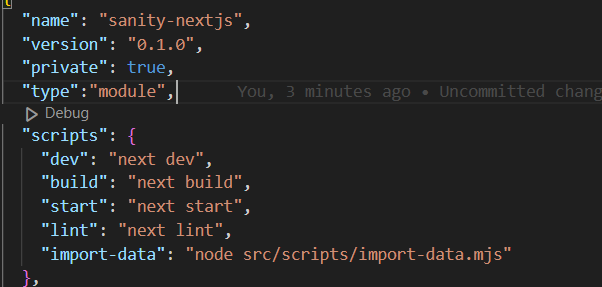 {
"name": "sanity-nextjs",
"version": "0.1.0",
"private": true,
"type":"module", You, 3 minutes ago • Uncommitted chang
Debug
"scripts": {
"dev": "next dev",
"build": "next build",
"start": "next start",
"lint": "next lint",
"import-data": "node src/scripts/import-data.mjs"
},